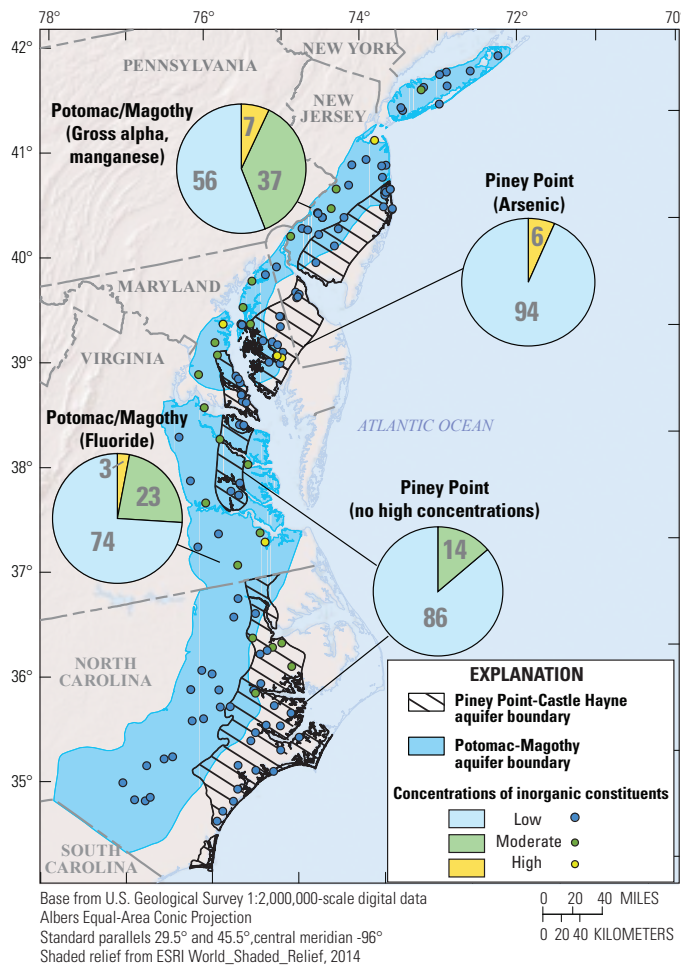 78°
76°
74°
72°
70
42°
41°
40°
39°
38°
37°
36°
35°
NEW YORK
PENNSYLVANIA
NEW
JERSEY
Potomac/Magothy
(Gross alpha,
manganese)
7
56
37
Piney Point
(Arsenic)
6
94
MARYLAND
VIRGINIA
ATLANTIC OCEAN
Potomac/Magothy
(Fluoride)
3
23
74
Piney Point
(no high concentrations)
14
86
NORTH
CAROLINA
SOUTH
CAROLINA
EXPLANATION
Piney Point-Castle Hayne
aquifer boundary
Potomac-Magothy
aquifer boundary
Concentrations of inorganic constituents
Low
Moderate
High
Base from U.S. Geological Survey 1:2,000,000-scale digital data
Albers Equal-Area Conic Projection
Standard parallels 29.5° and 45.5°,central meridian -96°
Shaded relief from ESRI World_Shaded_Relief, 2014
0 20 40 MILES
0 20 40 KILOMETERS